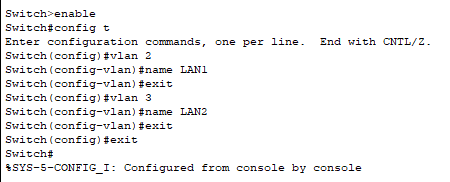 Switch>enable
Switch#config t
Enter configuration commands, one per line.  End with CNTL/Z.
Switch(config)#vlan 2
Switch(config-vlan)#name LAN1
Switch(config-vlan)#exit
Switch(config)#vlan 3
Switch(config-vlan)#name LAN2
Switch(config-vlan)#exit
Switch(config)#exit
Switch#
%SYS-5-CONFIG_I: Configured from console by console